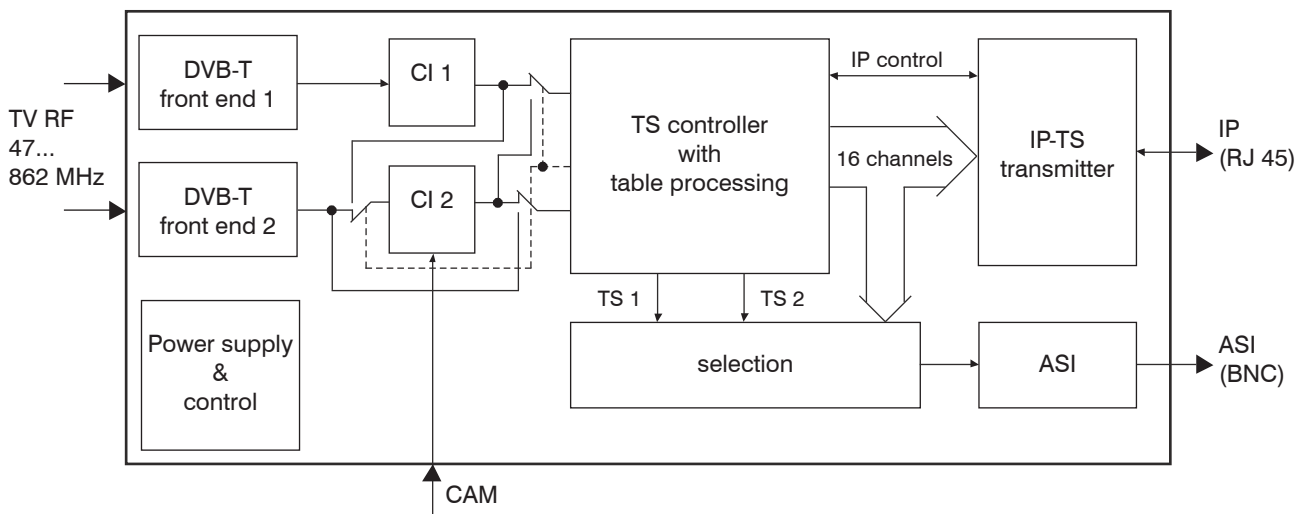 TV RF
47...
862 MHz
DVB-T
front end 1
CI 1
DVB-T
front end 2
CI 2
Power supply
&
control
CAM
TS controller
with
table processing
IP control
16 channels
IP-TS
transmitter
IP
(RJ 45)
TS 1
TS 2
selection
ASI
ASI
(BNC)